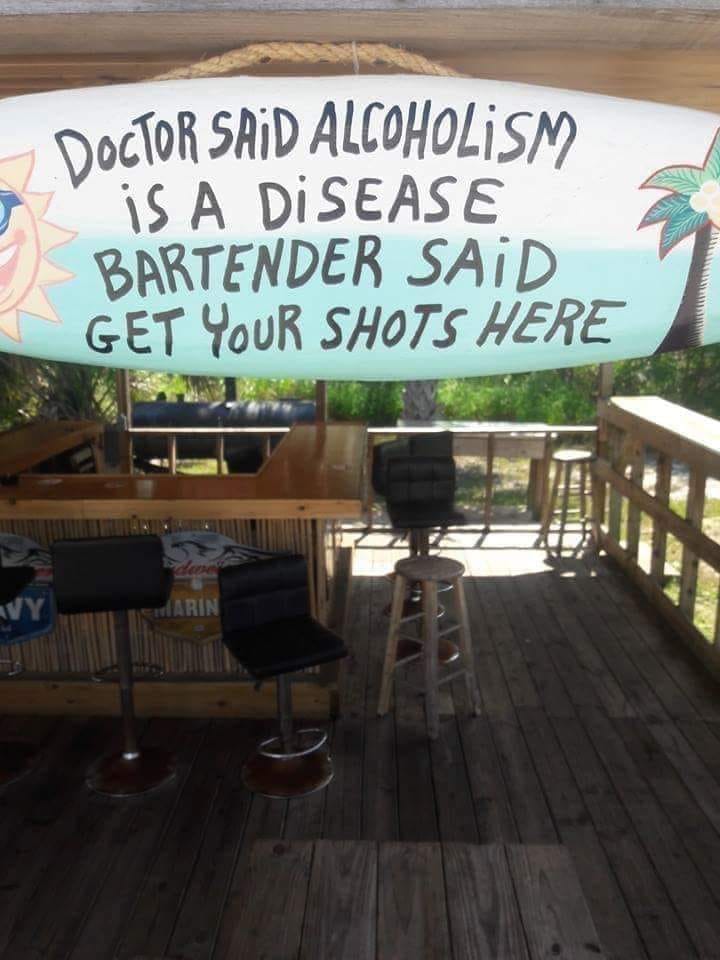 DOCTOR SAiD ALCOHOLiSM
iS A DiSEASE
BARTENDER SAiD
GET YOUR SHOTS HERE